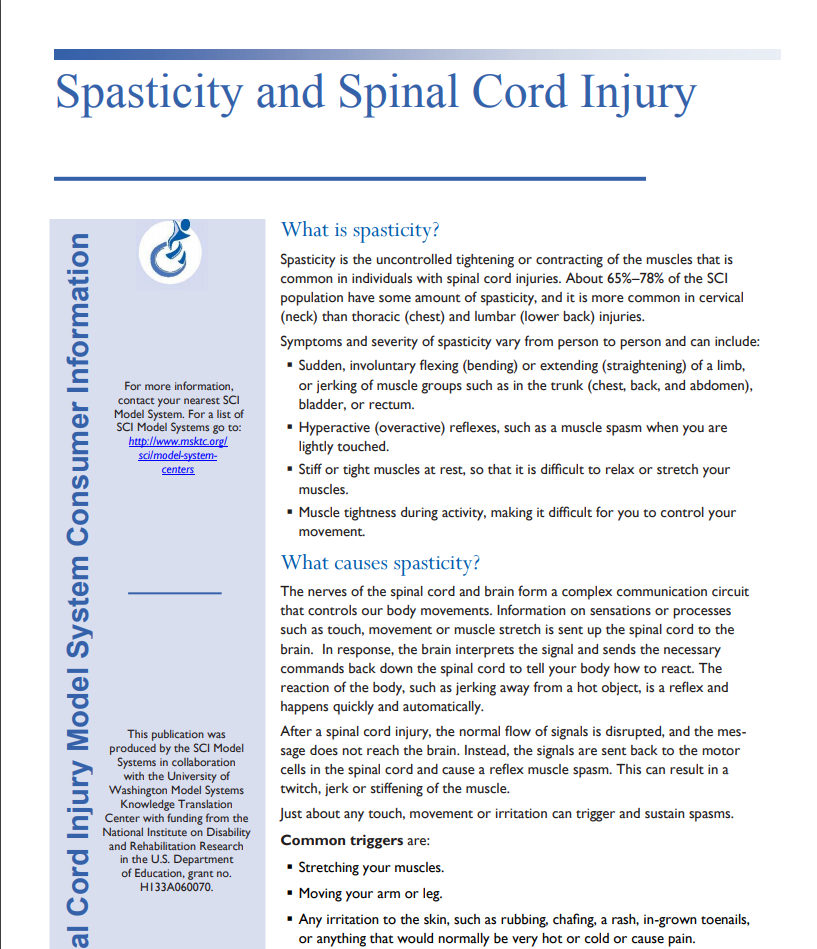 Spasticity and Spinal Cord Injury
al Cord Injury Model System Consumer Information
For more information,
contact your nearest SCI
Model System. For a list of
SCI Model Systems go to:
http://www.msktc.org/
sci/model-system-
centers
This publication was
produced by the SCI Model
Systems in collaboration
with the University of
Washington Model Systems
Knowledge Translation
Center with funding from the
National Institute on Disability
and Rehabilitation Research
in the U.S. Department
of Education, grant no.
H133A060070.
What is spasticity?
Spasticity is the uncontrolled tightening or contracting of the muscles that is
common in individuals with spinal cord injuries. About 65%–78% of the SCI
population have some amount of spasticity, and it is more common in cervical
(neck) than thoracic (chest) and lumbar (lower back) injuries.
Symptoms and severity of spasticity vary from person to person and can include:
▪ Sudden, involuntary flexing (bending) or extending (straightening) of a limb,
or jerking of muscle groups such as in the trunk (chest, back, and abdomen),
bladder, or rectum.
▪ Hyperactive (overactive) reflexes, such as a muscle spasm when you are
lightly touched.
▪ Stiff or tight muscles at rest, so that it is difficult to relax or stretch your
muscles.
▪ Muscle tightness during activity, making it difficult for you to control your
movement.
What causes spasticity?
The nerves of the spinal cord and brain form a complex communication circuit
that controls our body movements. Information on sensations or processes
such as touch, movement or muscle stretch is sent up the spinal cord to the
brain.  In response, the brain interprets the signal and sends the necessary
commands back down the spinal cord to tell your body how to react. The
reaction of the body, such as jerking away from a hot object, is a reflex and
happens quickly and automatically.
After a spinal cord injury, the normal flow of signals is disrupted, and the mes-
sage does not reach the brain. Instead, the signals are sent back to the motor
cells in the spinal cord and cause a reflex muscle spasm. This can result in a
twitch, jerk or stiffening of the muscle.
Just about any touch, movement or irritation can trigger and sustain spasms.
Common triggers are:
▪ Stretching your muscles.
▪ Moving your arm or leg.
▪ Any irritation to the skin, such as rubbing, chafing, a rash, in-grown toenails,
or anything that would normally be very hot or cold or cause pain.